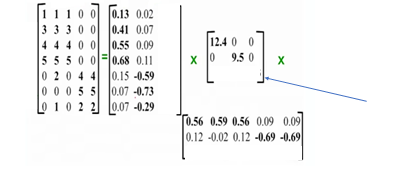 1 1 1 0 0
3 3 3 0 0
4 4 4 0 0
5 5 5 0 0
0 2 0 4 4
0 0 0 5 5
0 1 0 2 2
=
0.13 0.02
0.41 0.07
0.55 0.09
0.68 0.11
0.15 -0.59
0.07 -0.73
0.07 -0.29
x
12.4 0 0
0 9.5 0
x
0.56 0.59 0.56 0.09 0.09
0.12 -0.02 0.12 -0.69 -0.69